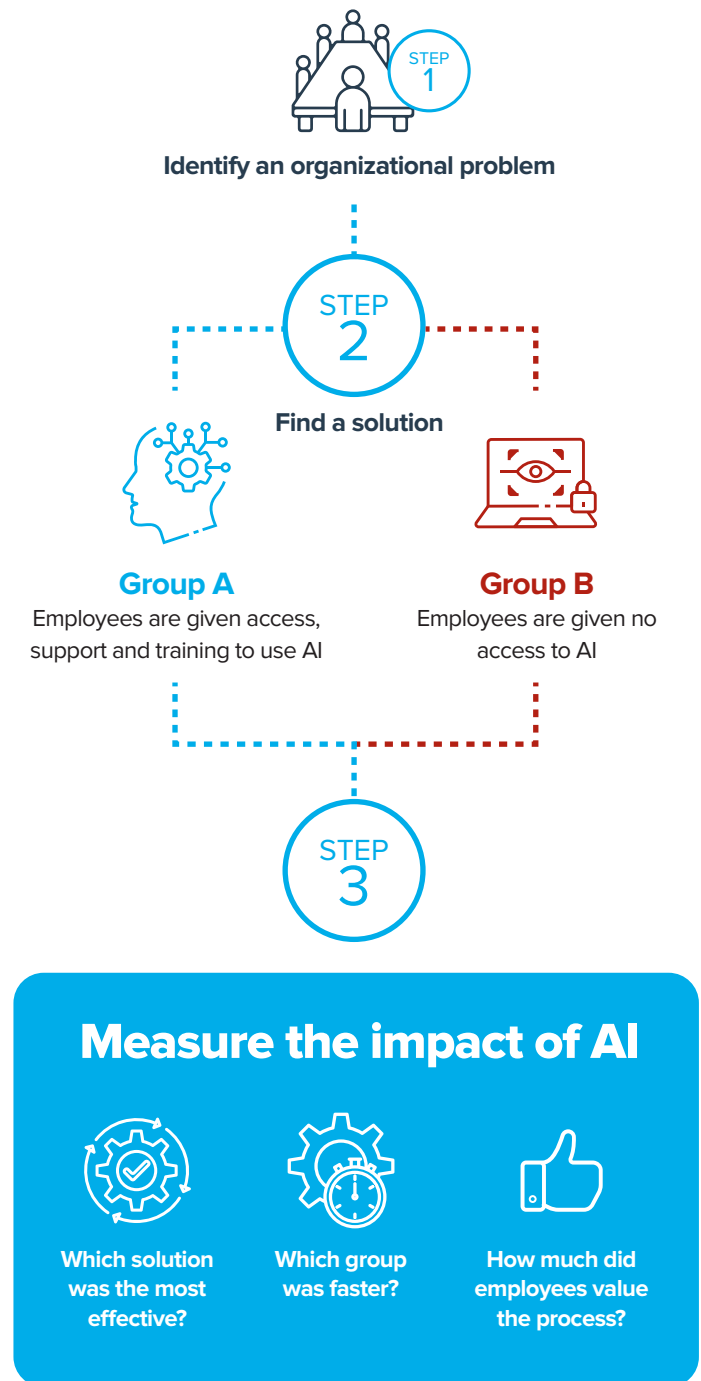 STEP
1
Identify an organizational problem
STEP
2
Find a solution
Group A
Employees are given access,
support and training to use AI
Group B
Employees are given no
access to AI
STEP
3
Measure the impact of AI
Which solution
was the most
effective?
Which group
was faster?
How much did
employees value
the process?